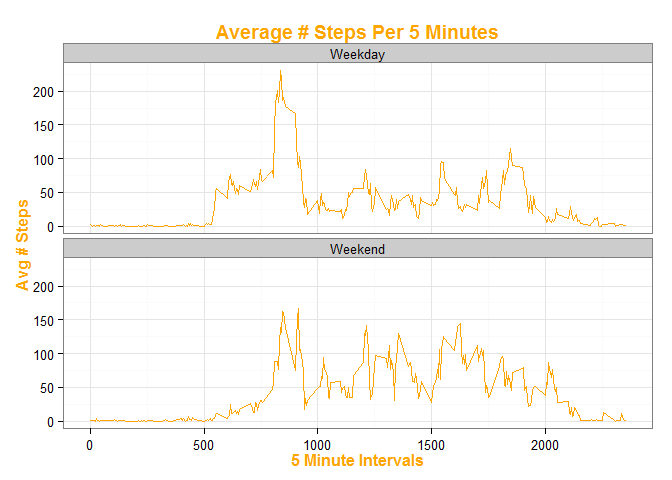 Average # Steps Per 5 Minutes
Weekday
200
150
100
50
0
Avg # Steps
Weekend
200
150
100
50
0
0 500 1000 1500 2000
5 Minute Intervals